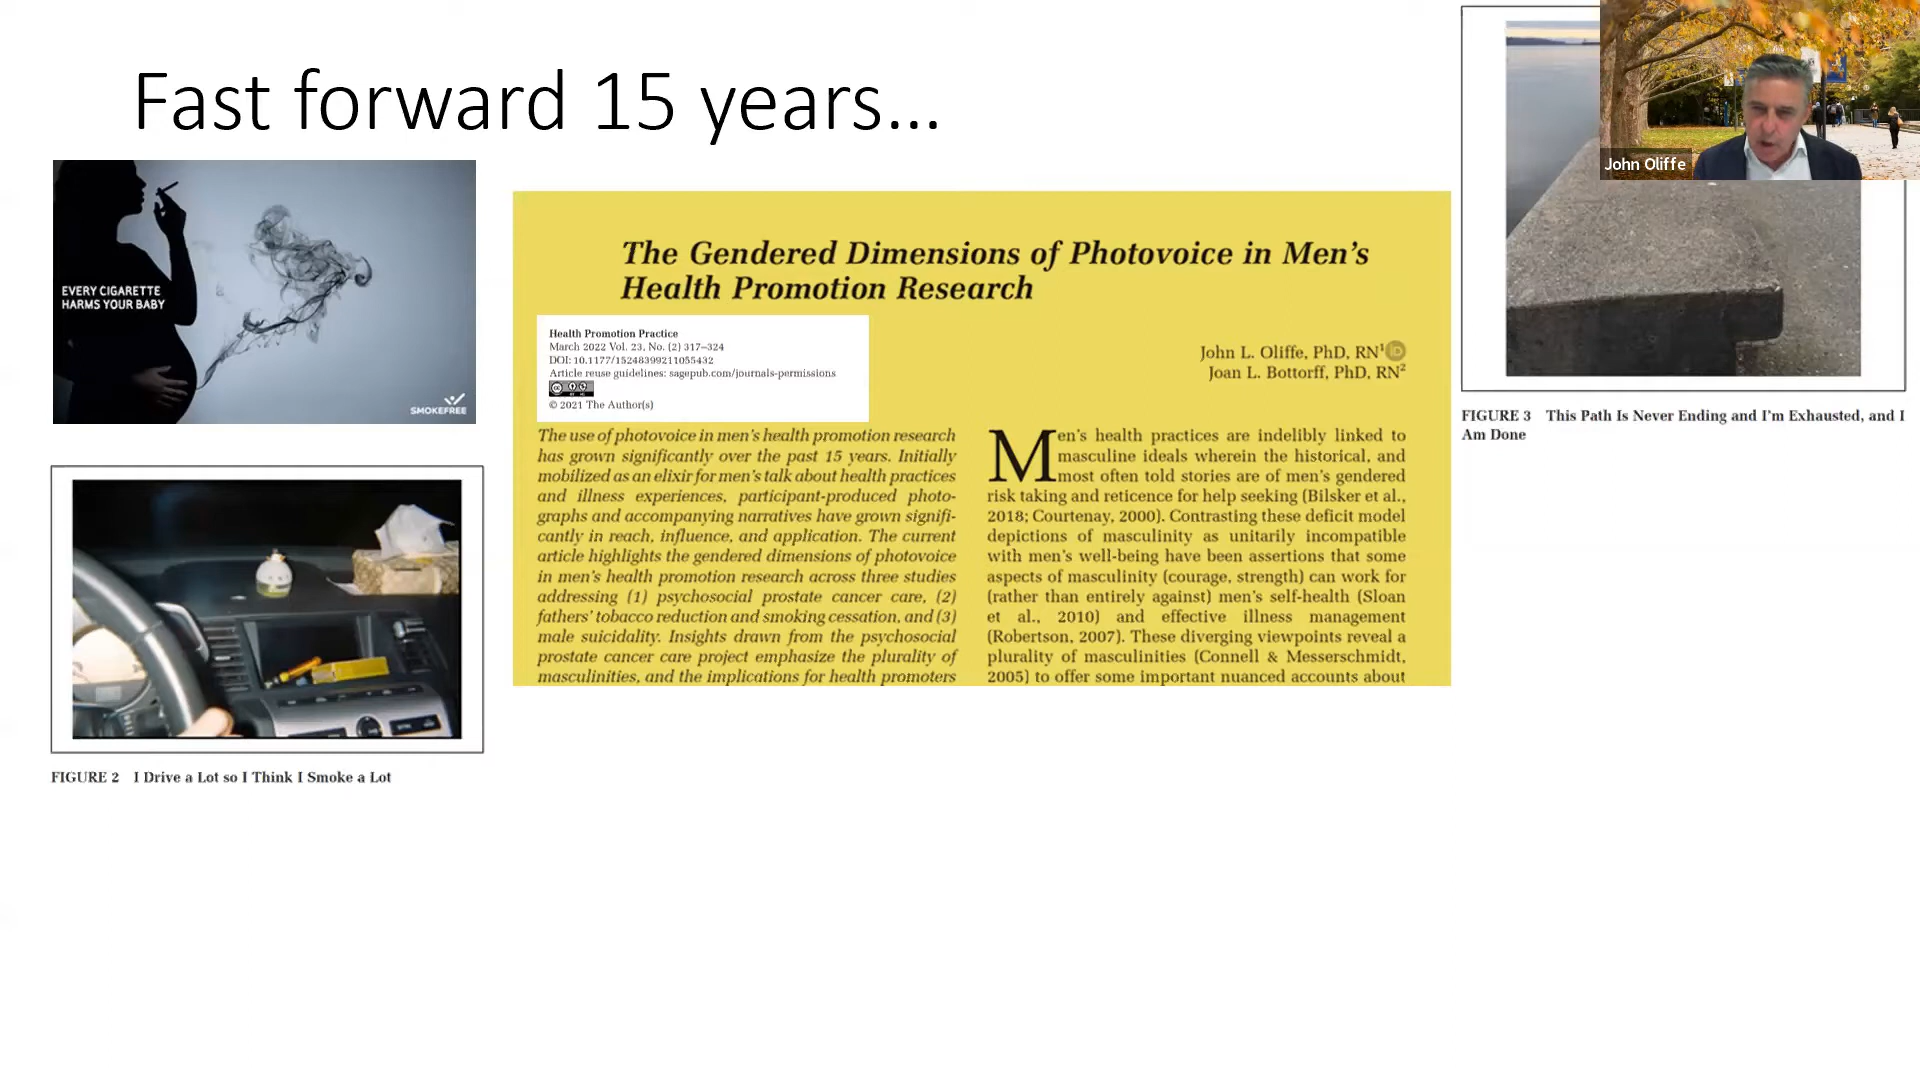 Fast forward 15 years...
John Oliffe
EVERY CIGARETTE
HARMS YOUR BABY
SMOKEFREE
The Gendered Dimensions of Photovoice in Men's
Health Promotion Research
Health Promotion Practice
March 2022 Vol. 23, No. (2) 317–324
DOI: 10.1177/15248399211055432
Article reuse guidelines: sagepub.com/journals-permissions
© 2021 The Author(s)
John L. Oliffe, PhD, RN¹
Joan L. Bottorff, PhD, RN²
The use of photovoice in men's health promotion research
has grown significantly over the past 15 years. Initially
mobilized as an elixir for men's talk about health practices
and illness experiences, participant-produced photo-
graphs and accompanying narratives have grown signifi-
cantly in reach, influence, and application. The current
article highlights the gendered dimensions of photovoice
in men's health promotion research across three studies
addressing (1) psychosocial prostate cancer care, (2)
fathers' tobacco reduction and smoking cessation, and (3)
male suicidality. Insights drawn from the psychosocial
prostate cancer care project emphasize the plurality of
masculinities, and the implications for health promoters
Men's health practices are indelibly linked to
masculine ideals wherein the historical, and
most often told stories are of men's gendered
risk taking and reticence for help seeking (Bilsker et al.,
2018; Courtenay, 2000). Contrasting these deficit model
depictions of masculinity as unitarily incompatible
with men's well-being have been assertions that some
aspects of masculinity (courage, strength) can work for
(rather than entirely against) men's self-health (Sloan
et al., 2010) and effective illness management
(Robertson, 2007). These diverging viewpoints reveal a
plurality of masculinities (Connell & Messerschmidt,
2005) to offer some important nuanced accounts about
FIGURE 3 This Path Is Never Ending and I'm Exhausted, and I
Am Done
FIGURE 2 I Drive a Lot so I Think I Smoke a Lot